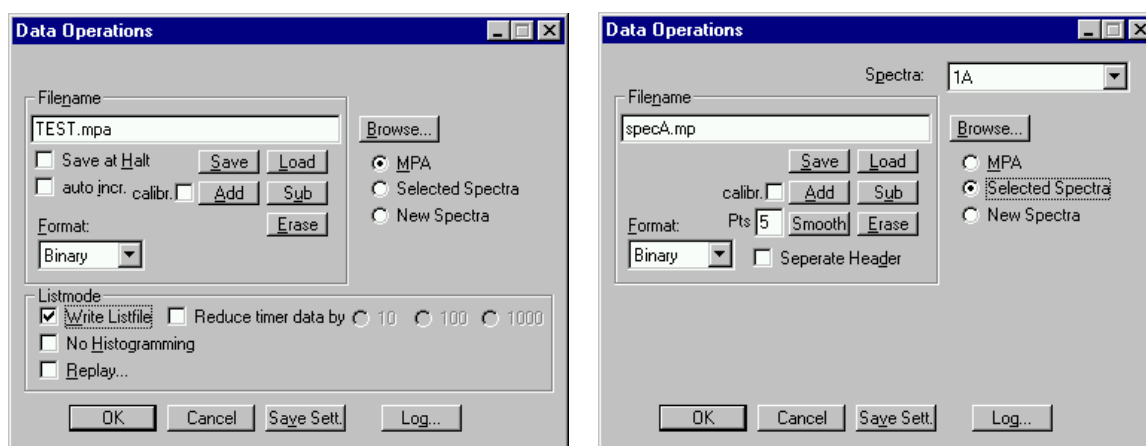 Data Operations
Filename
TEST.mpa
Browse...
Save at Halt
Save
Load
MPA
auto incr.
calibr.
Add
Sub
Selected Spectra
Erase
New Spectra
Format:
Binary
Listmode
Write Listfile
Reduce timer data by
10
100
1000
No Histogramming
Replay...
OK
Cancel
Save Sett.
Log...
Data Operations
Spectra:
1A
Filename
specA.mp
Browse...
Save
Load
MPA
calibr.
Add
Sub
Selected Spectra
Format:
Pts
5
Smooth
Erase
New Spectra
Binary
Seperate Header
OK
Cancel
Save Sett.
Log...